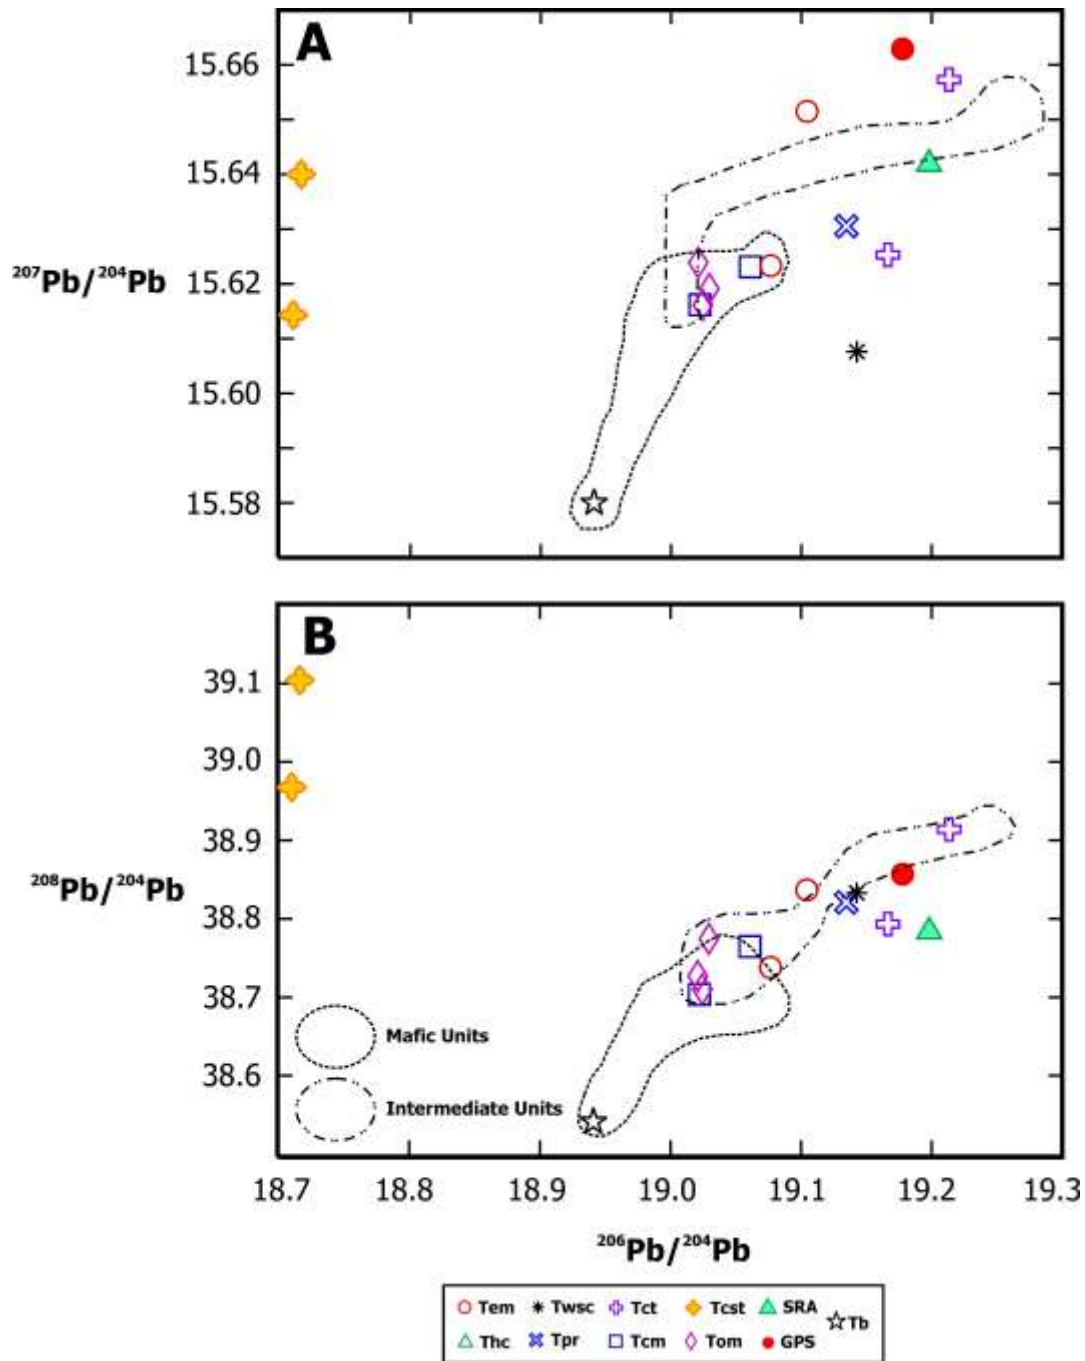 A
15.66
15.64
²⁰⁷Pb/²⁰⁴Pb
15.62
15.60
15.58
B
39.1
39.0
38.9
²⁰⁸Pb/²⁰⁴Pb
38.8
38.7
Mafic Units
38.6
Intermediate Units
18.7 18.8 18.9 19.0 19.1 19.2 19.3
²⁰⁶Pb/²⁰⁴Pb
Tem Twsc Tct Tcst SRA Tb
Thc Tpr Tcm Tom GPS